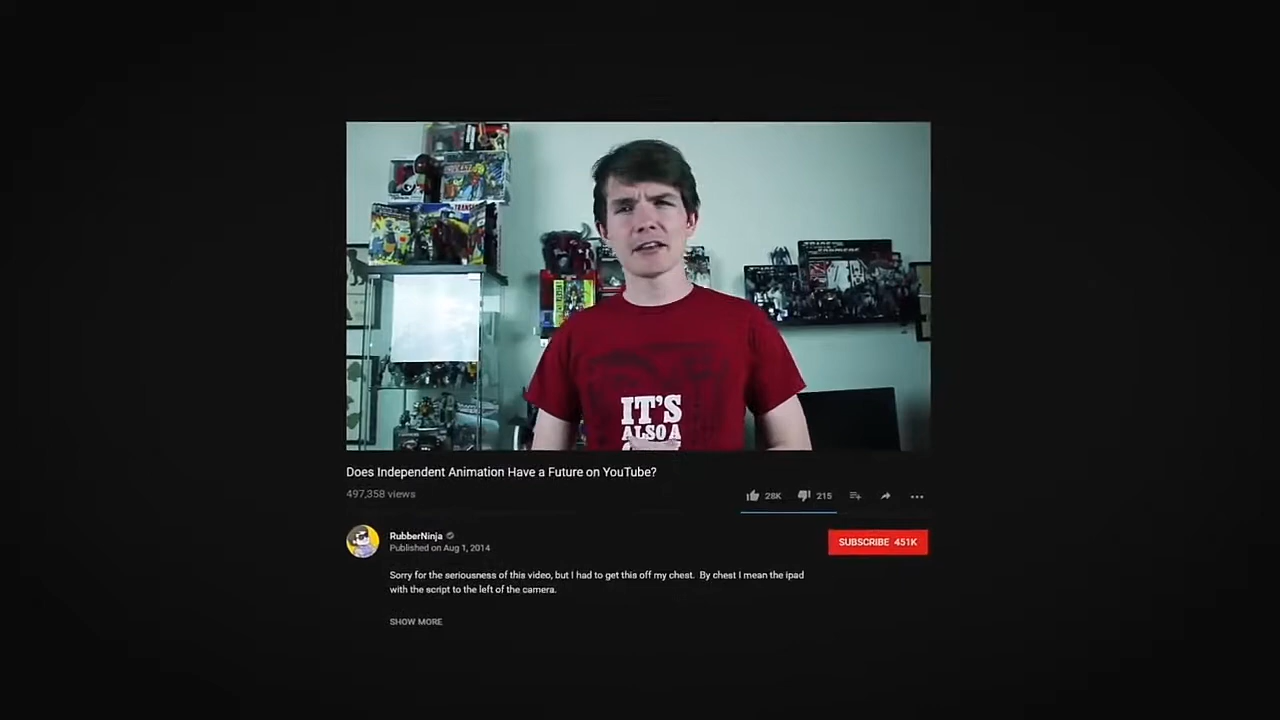 TRANS
IT'S
ALSO A
Does Independent Animation Have a Future on YouTube?
497,358 views
28K 215
RubberNinja
Published on Aug 1, 2014
SUBSCRIBE 451K
Sorry for the seriousness of this video, but I had to get this off my chest. By chest I mean the ipad
with the script to the left of the camera.
SHOW MORE